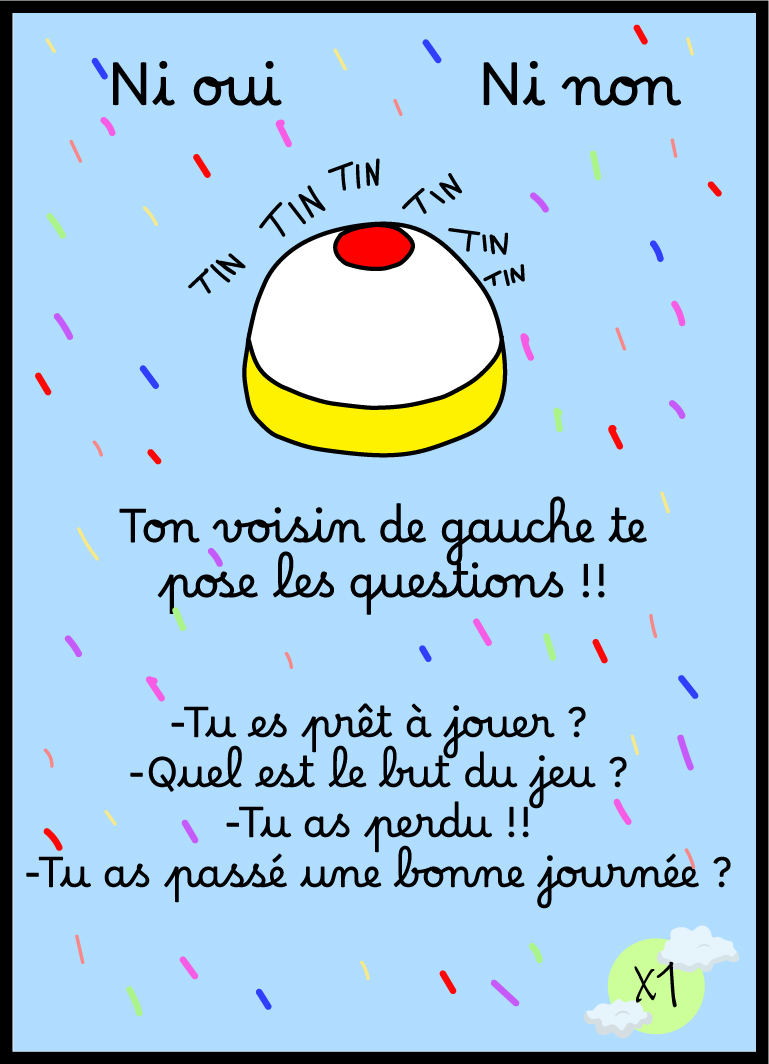 Ni oui Ni non
TIN TIN TIN TIN TIN TIN
Ton voisin de gauche te
pose les questions !!
-Tu es prêt à jouer ?
-Quel est le but du jeu ?
-Tu as perdu !!
-Tu as passé une bonne journée ?
x1